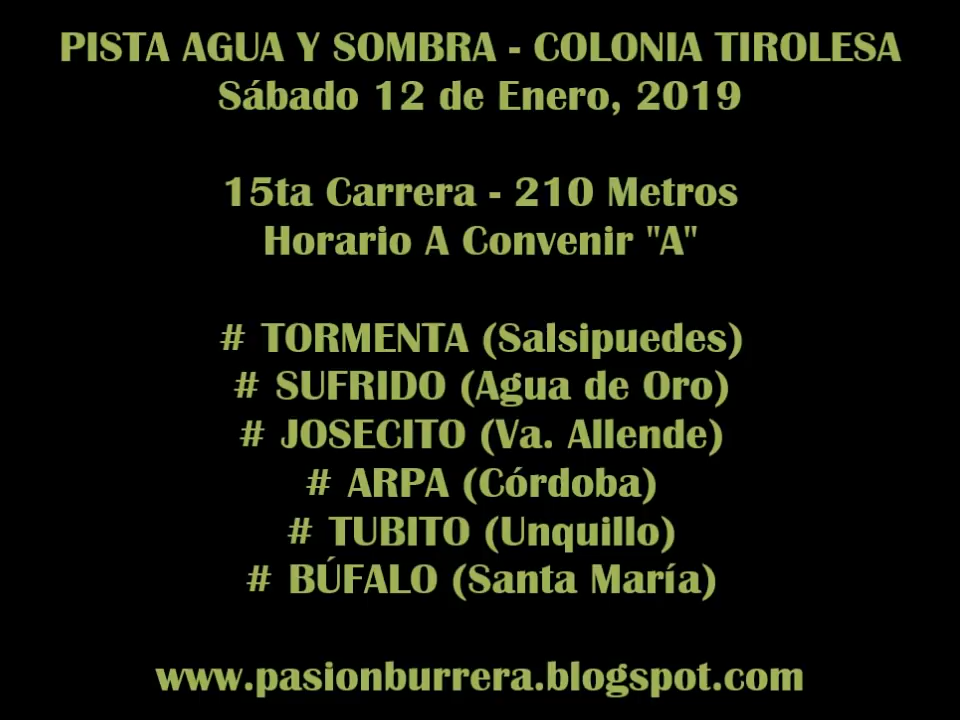 PISTA AGUA Y SOMBRA - COLONIA TIROLESA
Sábado 12 de Enero, 2019
15ta Carrera - 210 Metros
Horario A Convenir "A"
# TORMENTA (Salsipuedes)
# SUFRIDO (Agua de Oro)
# JOSECITO (Va. Allende)
# ARPA (Córdoba)
# TUBITO (Unquillo)
# BÚFALO (Santa María)
www.pasionburrera.blogspot.com